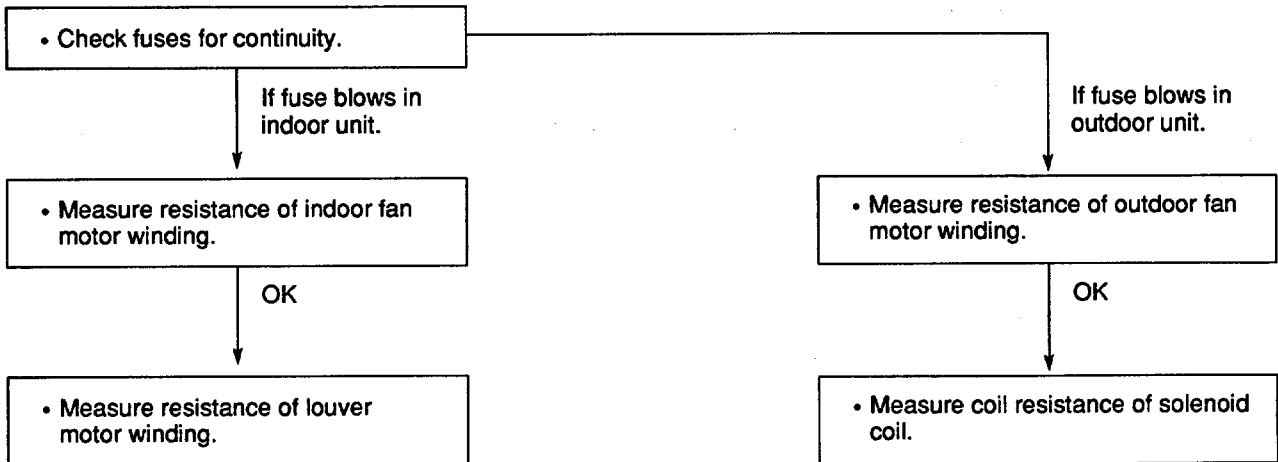 • Check fuses for continuity.
If fuse blows in
indoor unit.
If fuse blows in
outdoor unit.
• Measure resistance of indoor fan
motor winding.
• Measure resistance of outdoor fan
motor winding.
OK
OK
• Measure resistance of louver
motor winding.
• Measure coil resistance of solenoid
coil.